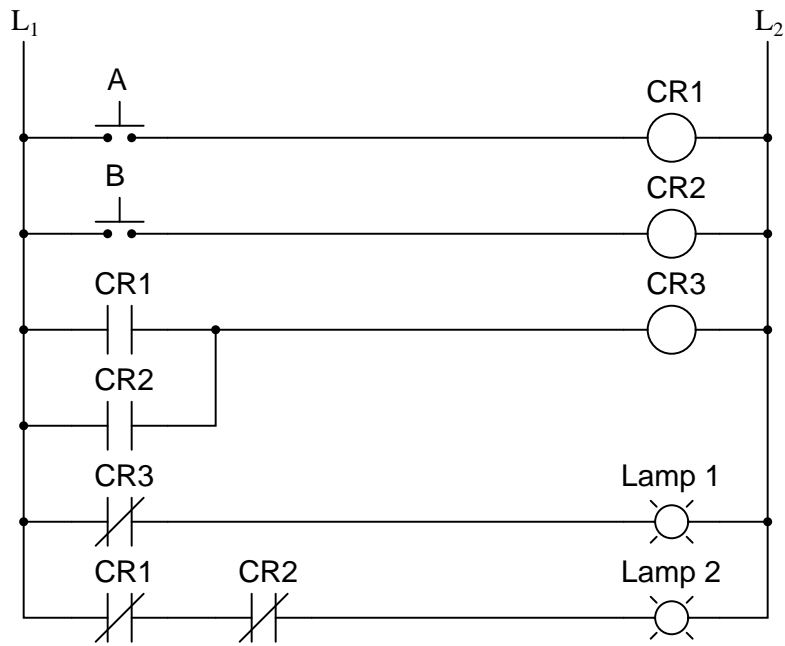 L₁ L₂
A
CR1
B
CR2
CR1 CR3
CR2
CR3 Lamp 1
CR1 CR2 Lamp 2